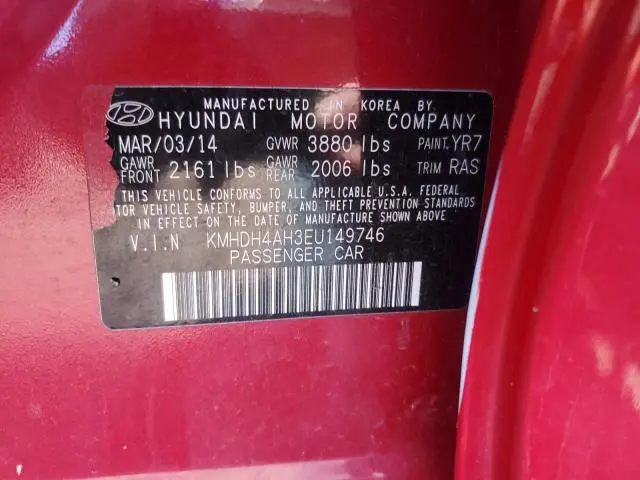 MANUFACTURED IN KOREA BY
HYUNDAI MOTOR COMPANY
MAR/03/14 GVWR 3880 lbs PAINT: YR7
GAWR FRONT 2161 lbs GAWR REAR 2006 lbs TRIM RAS
THIS VEHICLE CONFORMS TO ALL APPLICABLE U.S.A. FEDERAL
MOTOR VEHICLE SAFETY, BUMPER, AND THEFT PREVENTION STANDARDS
IN EFFECT ON THE DATE OF MANUFACTURE SHOWN ABOVE
V.I.N KMHDH4AH3EU149746
PASSENGER CAR